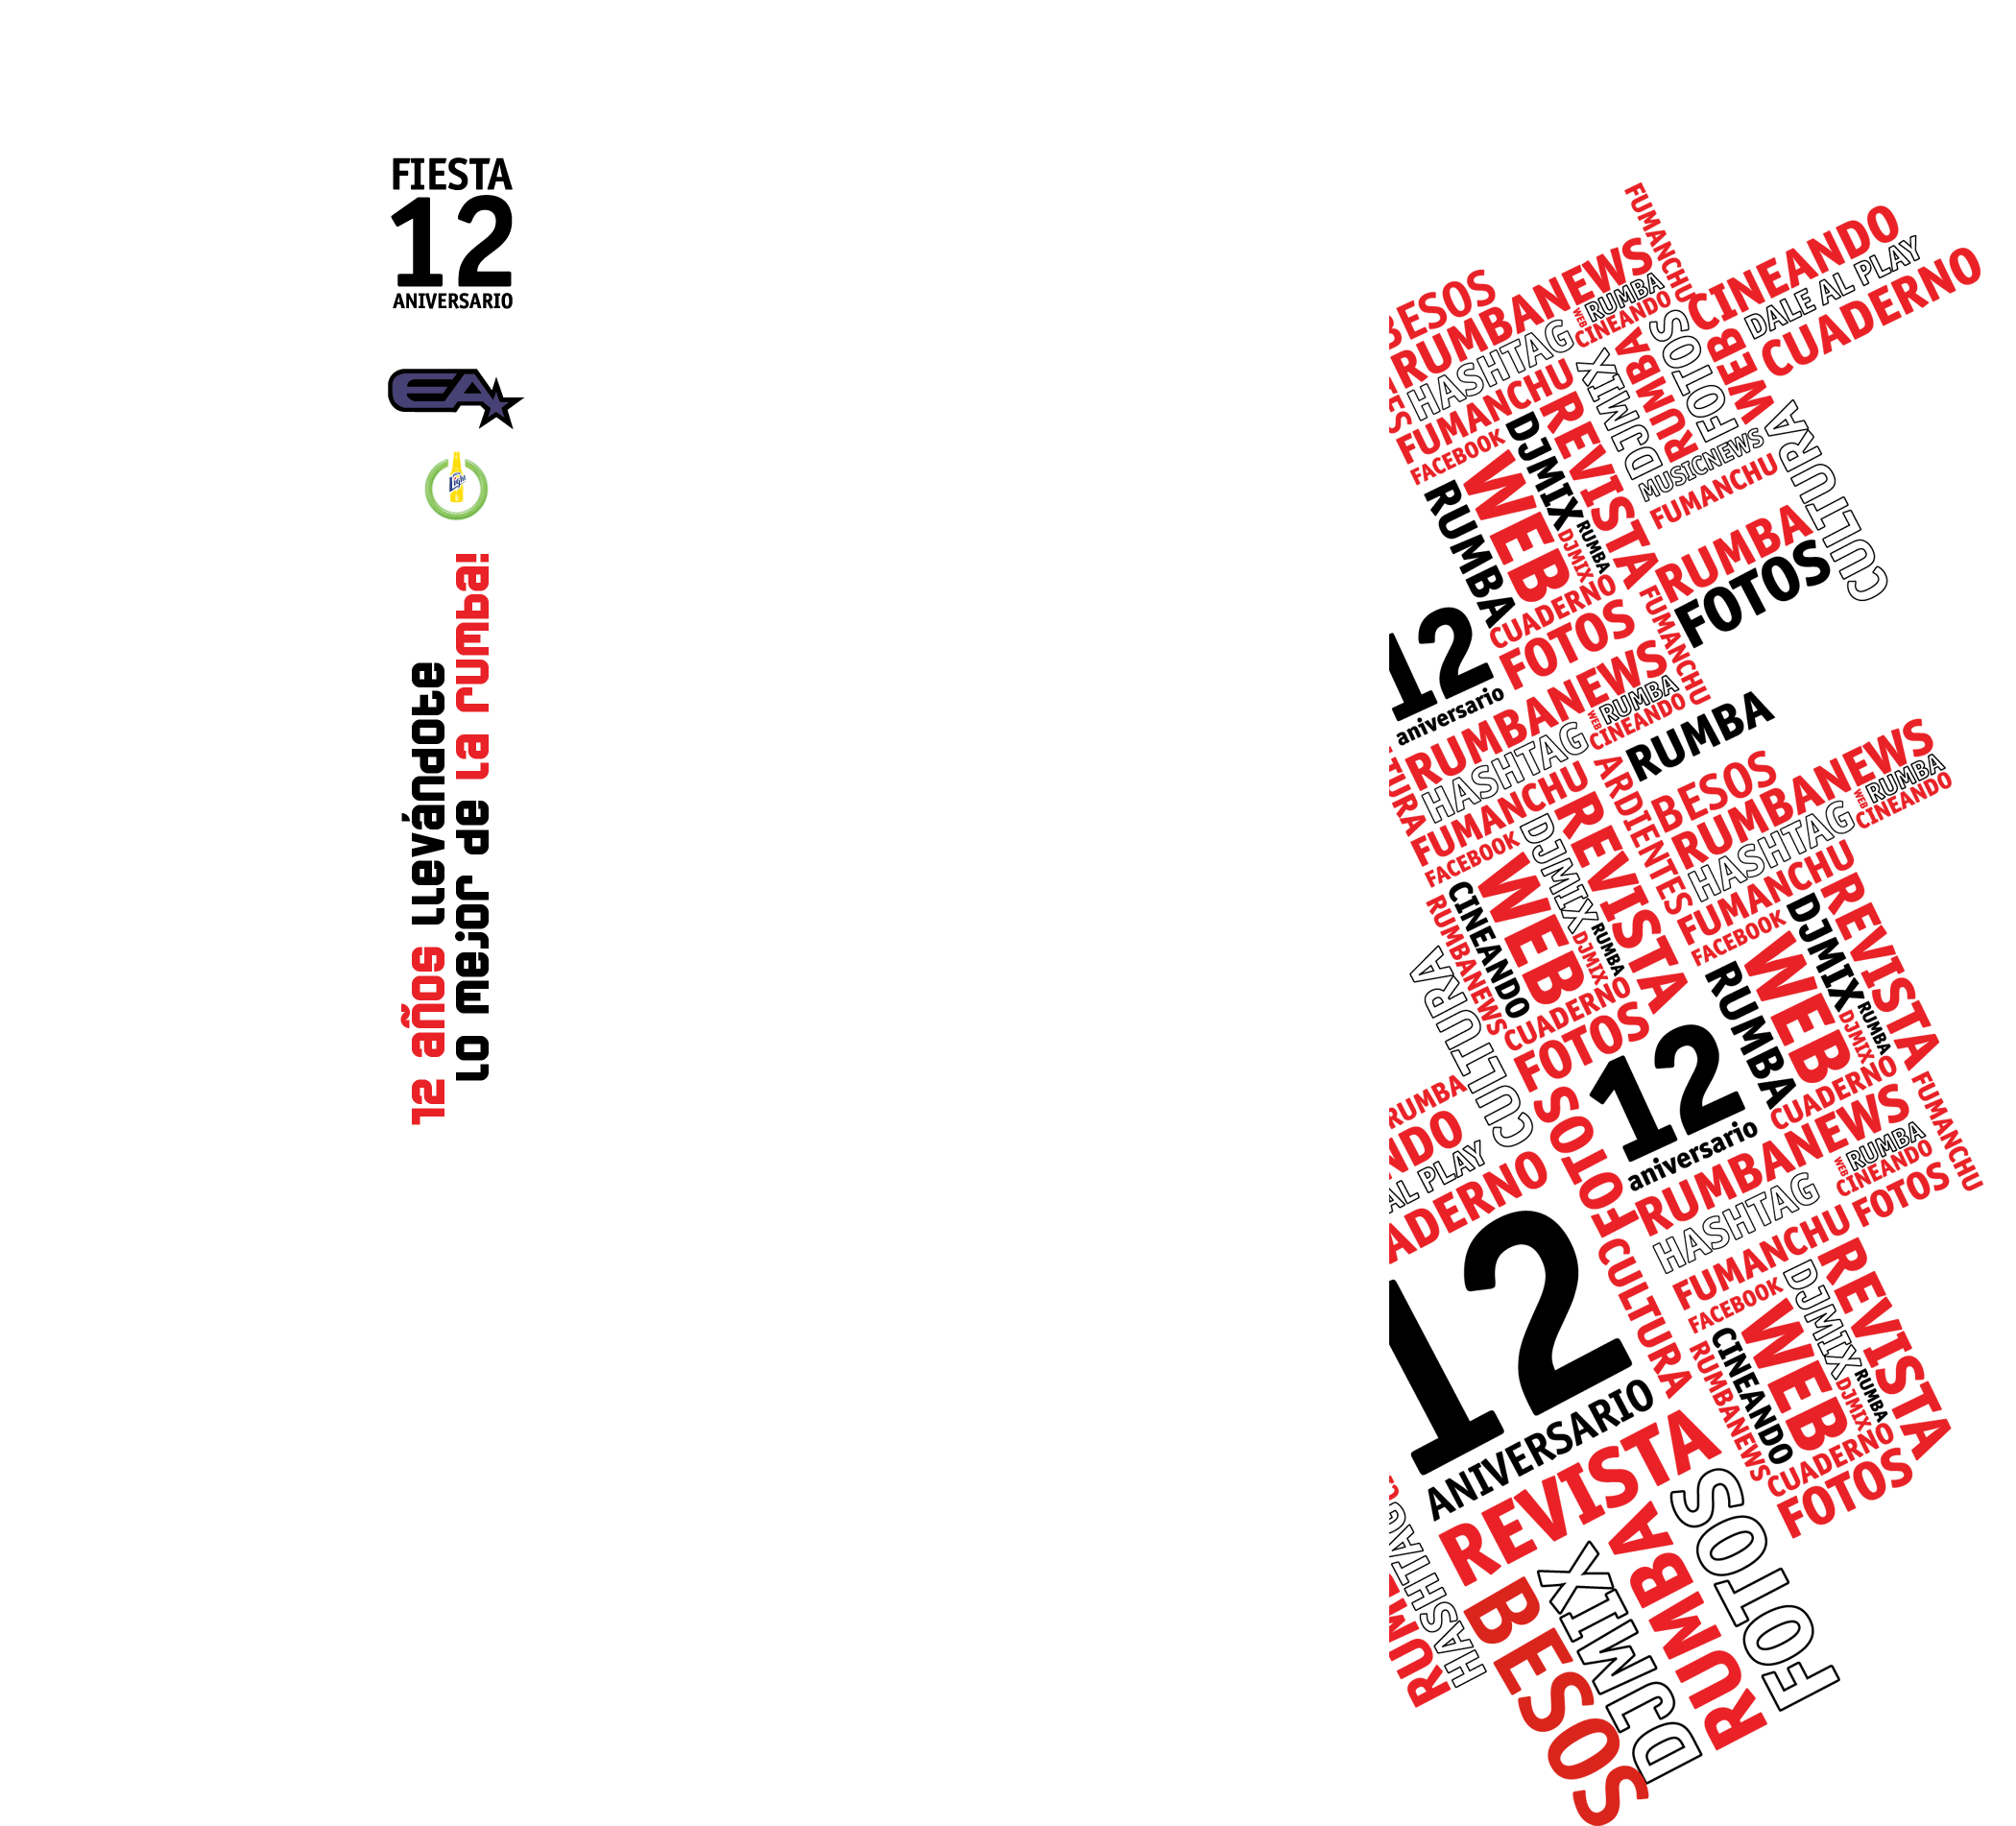 FIESTA
12
ANIVERSARIO
EA
Light
12 años llevándote
lo mejor de la rumba!
FUMANCHU
BESOS
RUMBANEWS
HASHTAG
WEB
RUMBA
CINEANDO
CINEANDO
DALE AL PLAY
CUADERNO
FUMANCHU
FACEBOOK
RUMBA
WEB
DJMIX
REVISTA
DJMIX
RUMBA
FOTOS
WEB
MUSICNEWS
FUMANCHU
CULTURA
RUMBA
DJMIX
CUADERNO
FOTOS
RUMBA
FOTOS
FUMANCHU
12
aniversario
RUMBANEWS
HASHTAG
WEB
RUMBA
CINEANDO
RUMBA
TURA
FUMANCHU
FACEBOOK
ARDIENTES
REVISTA
DJMIX
WEB
CINEANDO
RUMBANEWS
RUMBA
DJMIX
CUADERNO
FOTOS
BESOS
RUMBANEWS
HASHTAG
WEB
RUMBA
CINEANDO
FUMANCHU
FACEBOOK
RUMBA
WEB
DJMIX
REVISTA
RUMBA
DJMIX
CUADERNO
CULTURA
RUMBA
NDO
AL PLAY
ADERNO
FOTOS
CULTURA
12
aniversario
RUMBANEWS
HASHTAG
WEB
RUMBA
CINEANDO
FOTOS
FUMANCHU
FUMANCHU
FACEBOOK
REVISTA
DJMIX
WEB
CINEANDO
RUMBANEWS
RUMBA
DJMIX
CUADERNO
FOTOS
12
ANIVERSARIO
REVISTA
RUM
HASHTAG
BESOS
DJMIX
RUMBA
FOTOS